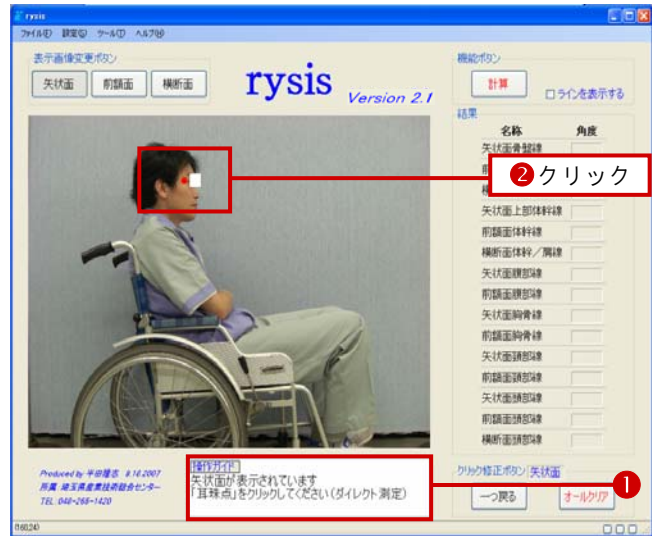 rysis
ファイル(F) 設定(S) ツール(T) ヘルプ(H)
表示画像変更ボタン
矢状面 前額面 横断面
rysis Version 2.1
機能ボタン
計算 ラインを表示する
結果
名称 角度
矢状面骨盤線
❷クリック
矢状面上部体幹線
前額面体幹線
横断面体幹/肩線
矢状面腹部線
前額面腹部線
矢状面胸骨線
前額面胸骨線
矢状面頚部線
前額面頚部線
矢状面頭部線
前額面頭部線
横断面頭部線
Produced by 平田隆志 8.10.2007
所属 埼玉県産業技術総合センター
TEL 048-265-1420
操作ガイド
矢状面が表示されています
「耳珠点」をクリックしてください(ダイレクト測定)
クリック修正ボタン 矢状面
一つ戻る オールクリア
❶